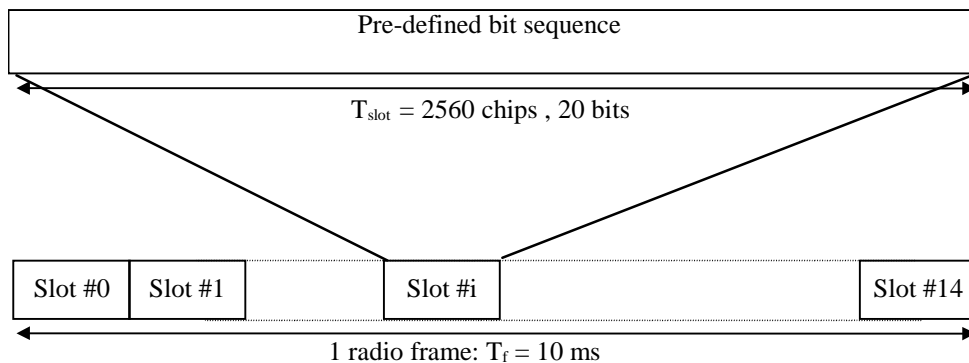 Pre-defined bit sequence
Tslot = 2560 chips , 20 bits
Slot #0 Slot #1 Slot #i Slot #14
1 radio frame: Tf = 10 ms